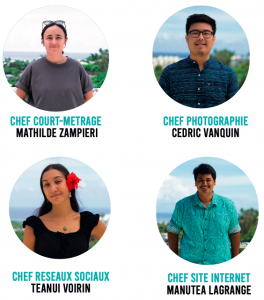 CHEF COURT-METRAGE
MATHILDE ZAMPIERI
CHEF PHOTOGRAPHIE
CEDRIC VANQUIN
CHEF RESEAUX SOCIAUX
TEANUI VOIRIN
CHEF SITE INTERNET
MANUTEA LAGRANGE